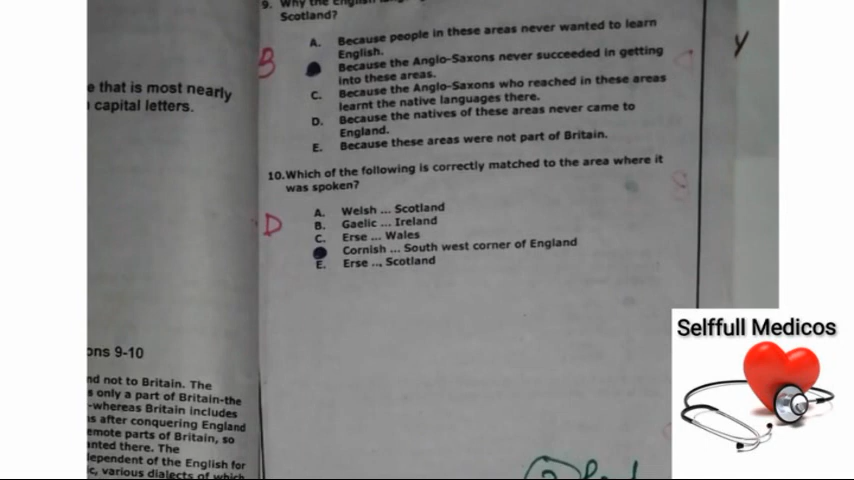 9. Why the English
Scotland?
A. Because people in these areas never wanted to learn
English.
Because the Anglo-Saxons never succeeded in getting
into these areas.
C. Because the Anglo-Saxons who reached in these areas
learnt the native languages there.
D. Because the natives of these areas never came to
England.
E. Because these areas were not part of Britain.
B
Y
10. Which of the following is correctly matched to the area where it
was spoken?
A. Welsh ... Scotland
B. Gaelic ... Ireland
C. Erse ... Wales
Cornish ... South west corner of England
E. Erse ... Scotland
D
e that is most nearly
capital letters.
ons 9-10
nd not to Britain. The
s only a part of Britain-the
-whereas Britain includes
s after conquering England
emote parts of Britain, so
anted there. The
dependent of the English for
c, various dialects of which
Selffull Medicos